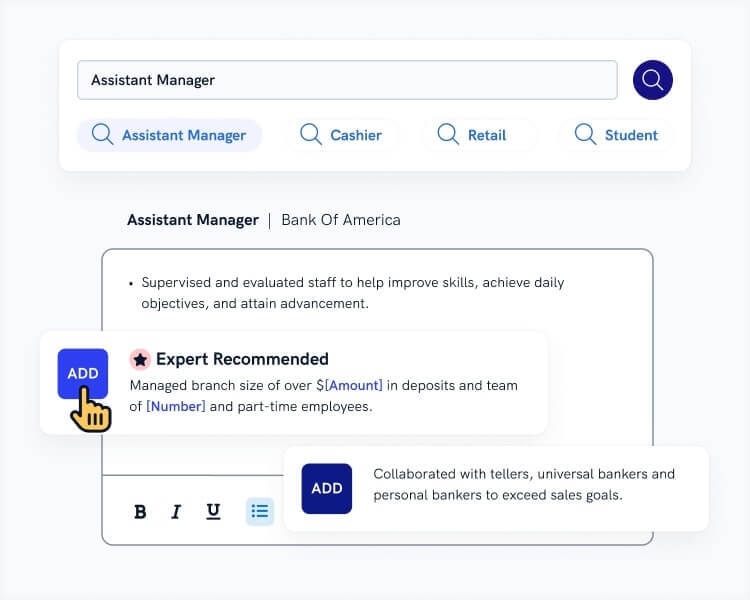 Assistant Manager
Assistant Manager Cashier Retail Student
Assistant Manager | Bank Of America
• Supervised and evaluated staff to help improve skills, achieve daily
objectives, and attain advancement.
ADD
Expert Recommended
Managed branch size of over $[Amount] in deposits and team
of [Number] and part-time employees.
ADD
Collaborated with tellers, universal bankers and
personal bankers to exceed sales goals.
B I U